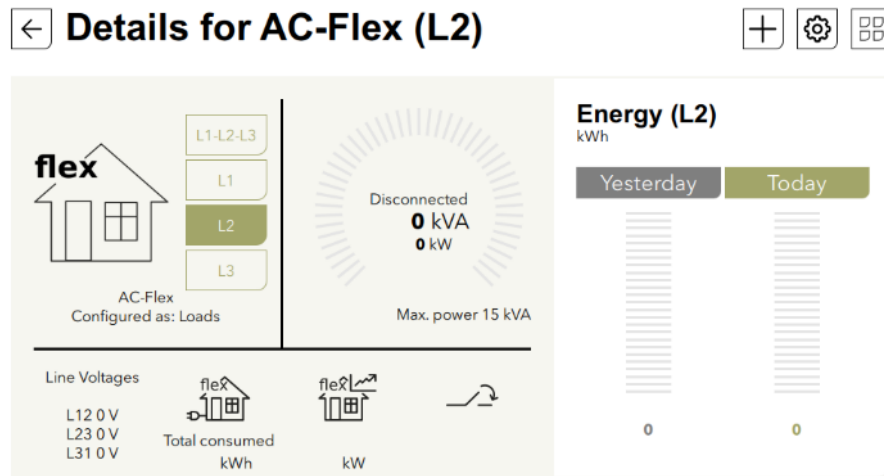 Details for AC-Flex (L2)
flex
L1-L2-L3
L1
L2
L3
AC-Flex
Configured as: Loads
Disconnected
0 kVA
0 kW
Max. power 15 kVA
Line Voltages
L12 0 V
L23 0 V
L31 0 V
flex
Total consumed
kWh
flex
kW
Energy (L2)
kWh
Yesterday
Today
0
0